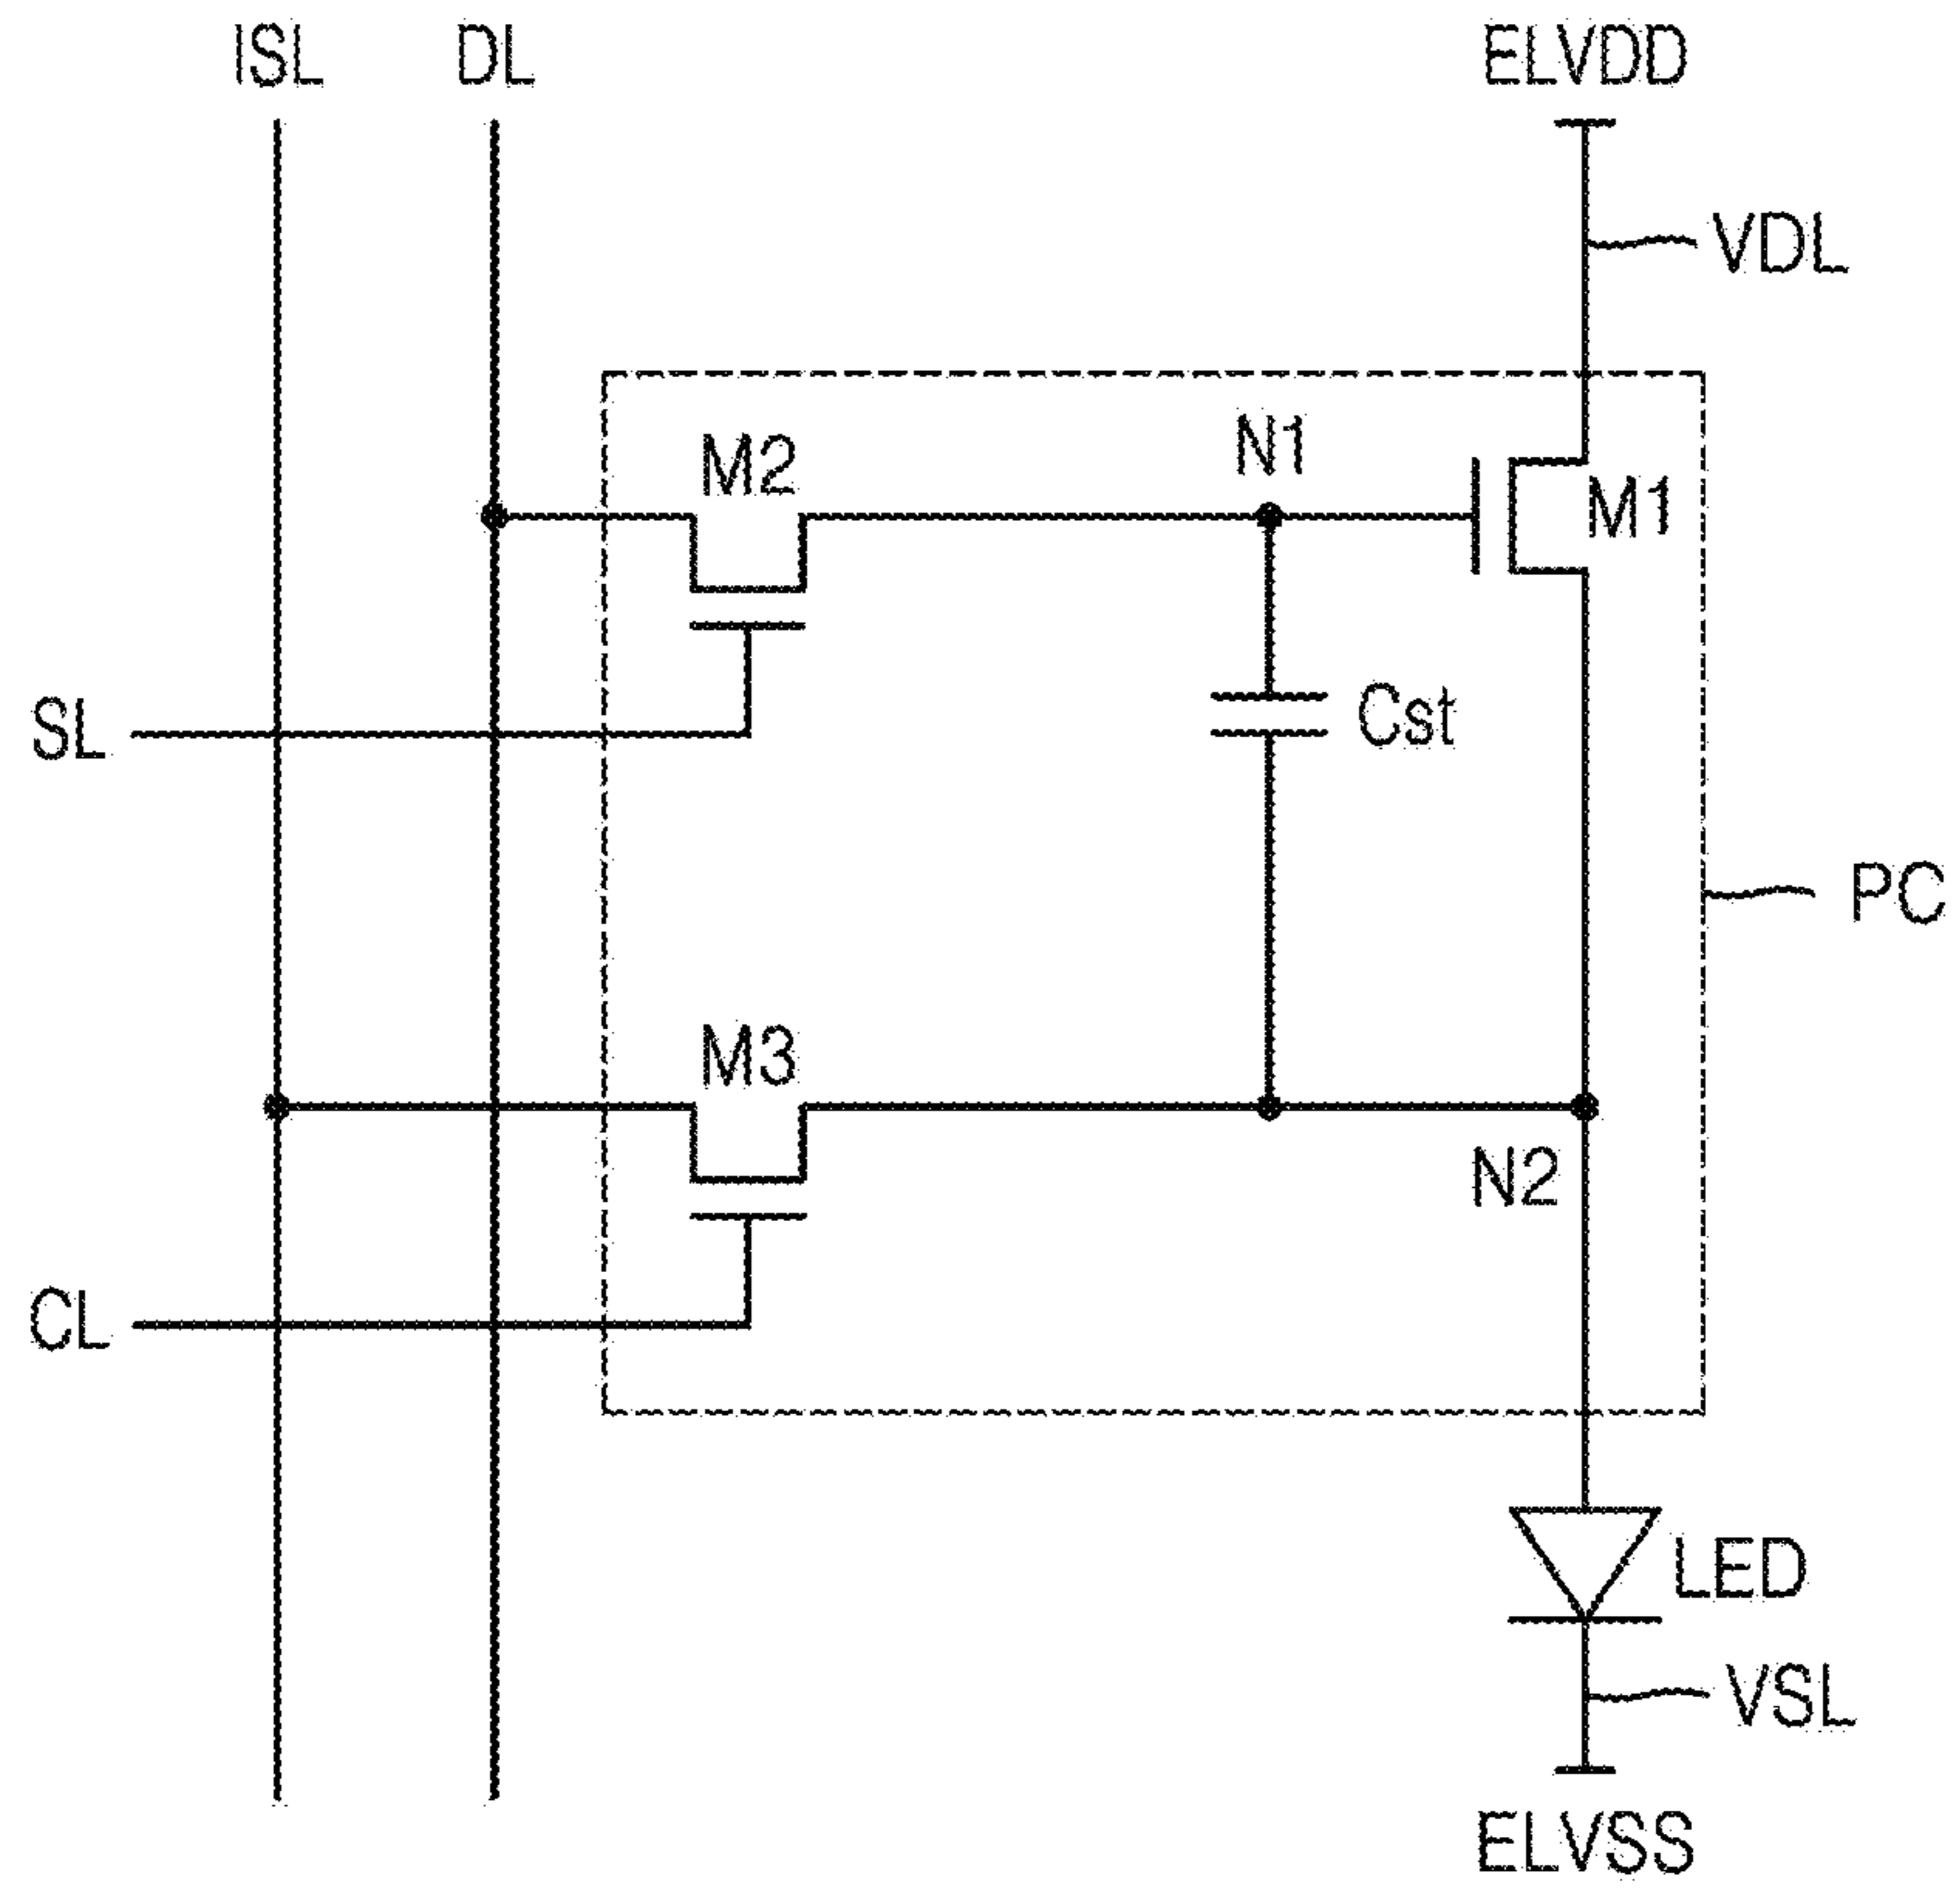 ISL
DL
ELVDD
VDL
N1
M2
M1
SL
Cst
PC
M3
N2
CL
LED
VSL
ELVSS